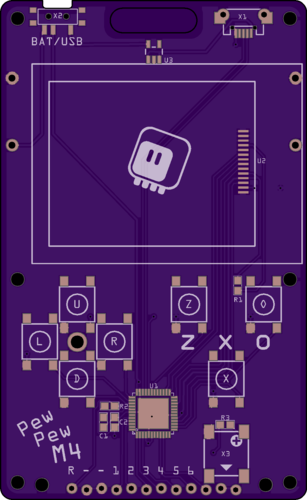 X2
X1
BAT/USB
U3
U2
R1
U
Z
O
L
R
Z X O
D
X
U1
R2
C2
C1
R3
X3
Pew
Pew
M4
R - - 1 2 3 4 5 6